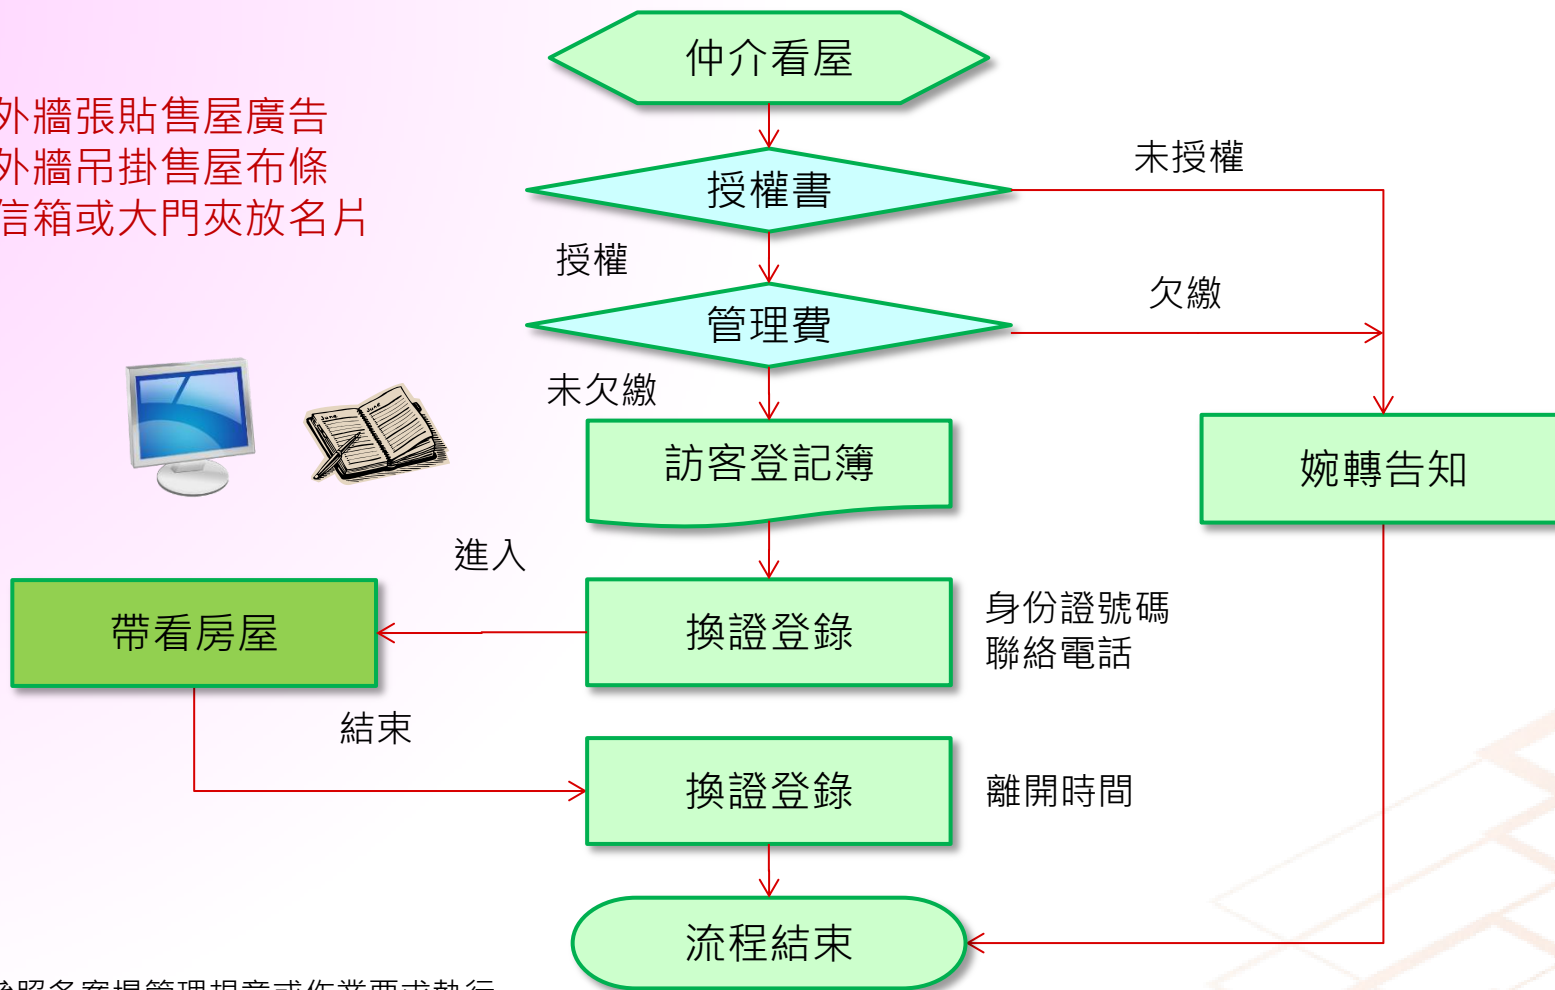 仲介看屋
外牆張貼售屋廣告
外牆吊掛售屋布條
信箱或大門夾放名片
未授權
授權書
授權
欠繳
管理費
未欠繳
訪客登記簿
婉轉告知
進入
帶看房屋
換證登錄
身份證號碼
聯絡電話
結束
換證登錄
離開時間
流程結束